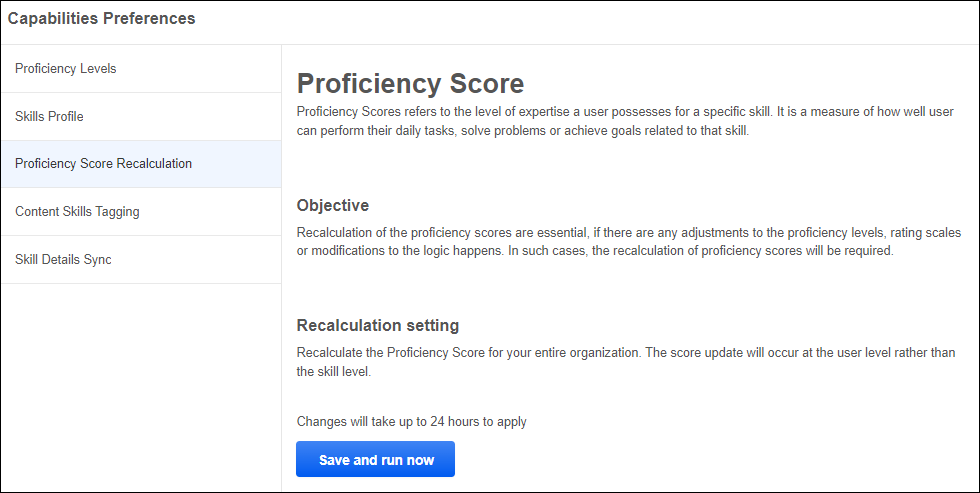 Capabilities Preferences
Proficiency Levels
Skills Profile
Proficiency Score Recalculation
Content Skills Tagging
Skill Details Sync
Proficiency Score
Proficiency Scores refers to the level of expertise a user possesses for a specific skill. It is a measure of how well user
can perform their daily tasks, solve problems or achieve goals related to that skill.
Objective
Recalculation of the proficiency scores are essential, if there are any adjustments to the proficiency levels, rating scales
or modifications to the logic happens. In such cases, the recalculation of proficiency scores will be required.
Recalculation setting
Recalculate the Proficiency Score for your entire organization. The score update will occur at the user level rather than
the skill level.
Changes will take up to 24 hours to apply
Save and run now